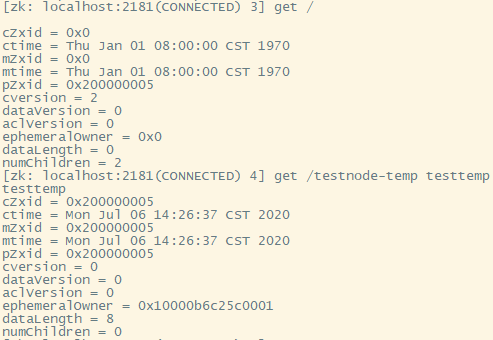 [zk: localhost:2181(CONNECTED) 3] get /
cZxid = 0x0
ctime = Thu Jan 01 08:00:00 CST 1970
mZxid = 0x0
mtime = Thu Jan 01 08:00:00 CST 1970
pZxid = 0x200000005
cversion = 2
dataVersion = 0
aclVersion = 0
ephemeralOwner = 0x0
dataLength = 0
numChildren = 2
[zk: localhost:2181(CONNECTED) 4] get /testnode-temp testtemp
testtemp
cZxid = 0x200000005
ctime = Mon Jul 06 14:26:37 CST 2020
mZxid = 0x200000005
mtime = Mon Jul 06 14:26:37 CST 2020
pZxid = 0x200000005
cversion = 0
dataVersion = 0
aclVersion = 0
ephemeralOwner = 0x10000b6c25c0001
dataLength = 8
numChildren = 0